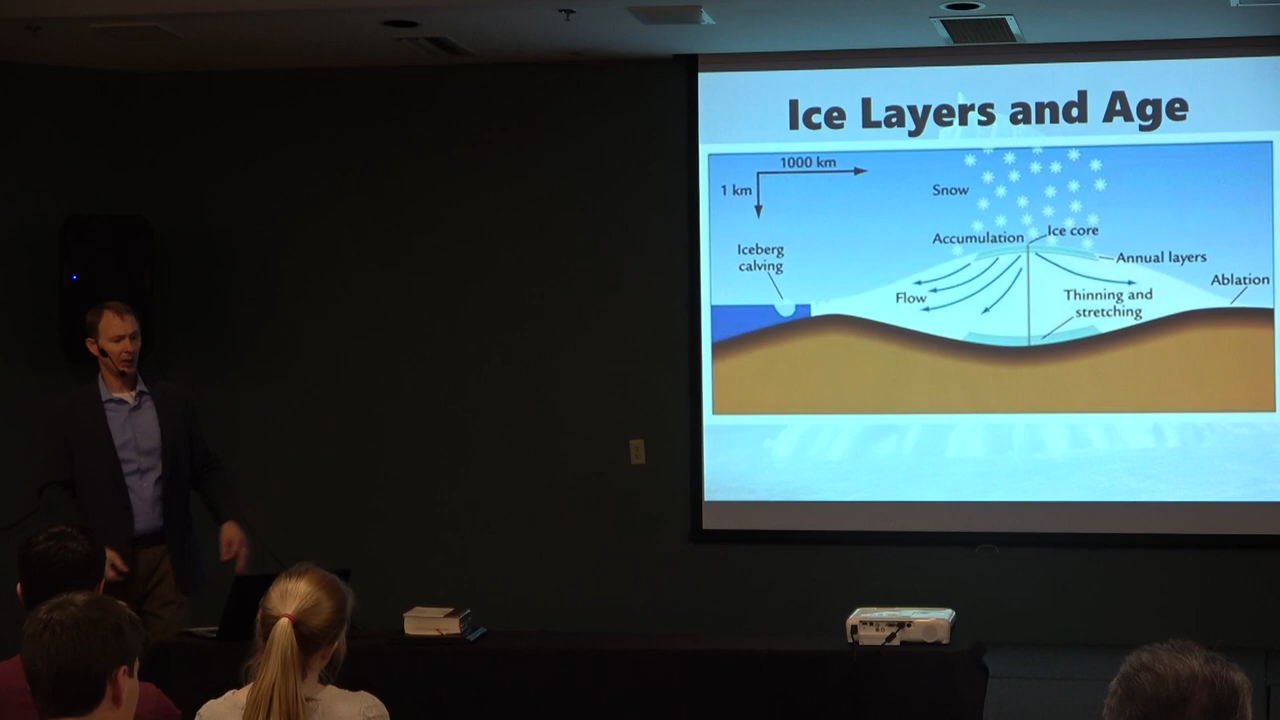 Ice Layers and Age
1000 km
1 km
Snow
Iceberg
calving
Accumulation
Ice core
Annual layers
Ablation
Flow
Thinning and
stretching